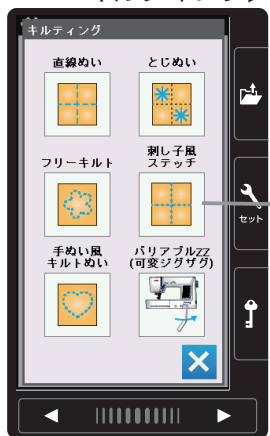 キルティング
直線ぬい
とじぬい
フリーキルト
刺し子風
ステッチ
手ぬい風
キルトぬい
バリアブルZZ
(可変ジグザグ)
セット